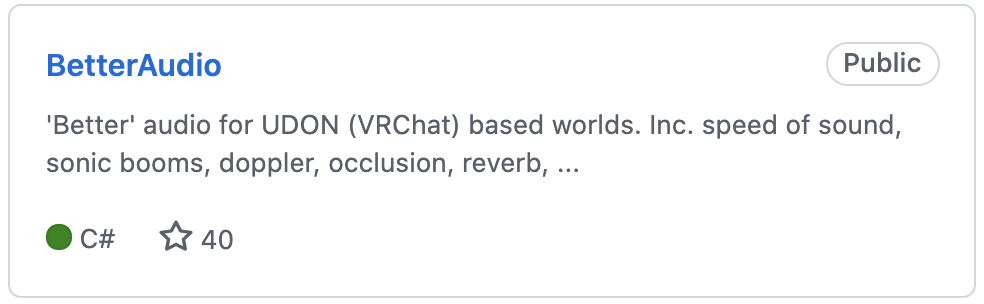 BetterAudio
Public
'Better' audio for UDON (VRChat) based worlds. Inc. speed of sound,
sonic booms, doppler, occlusion, reverb, ...
C# 40